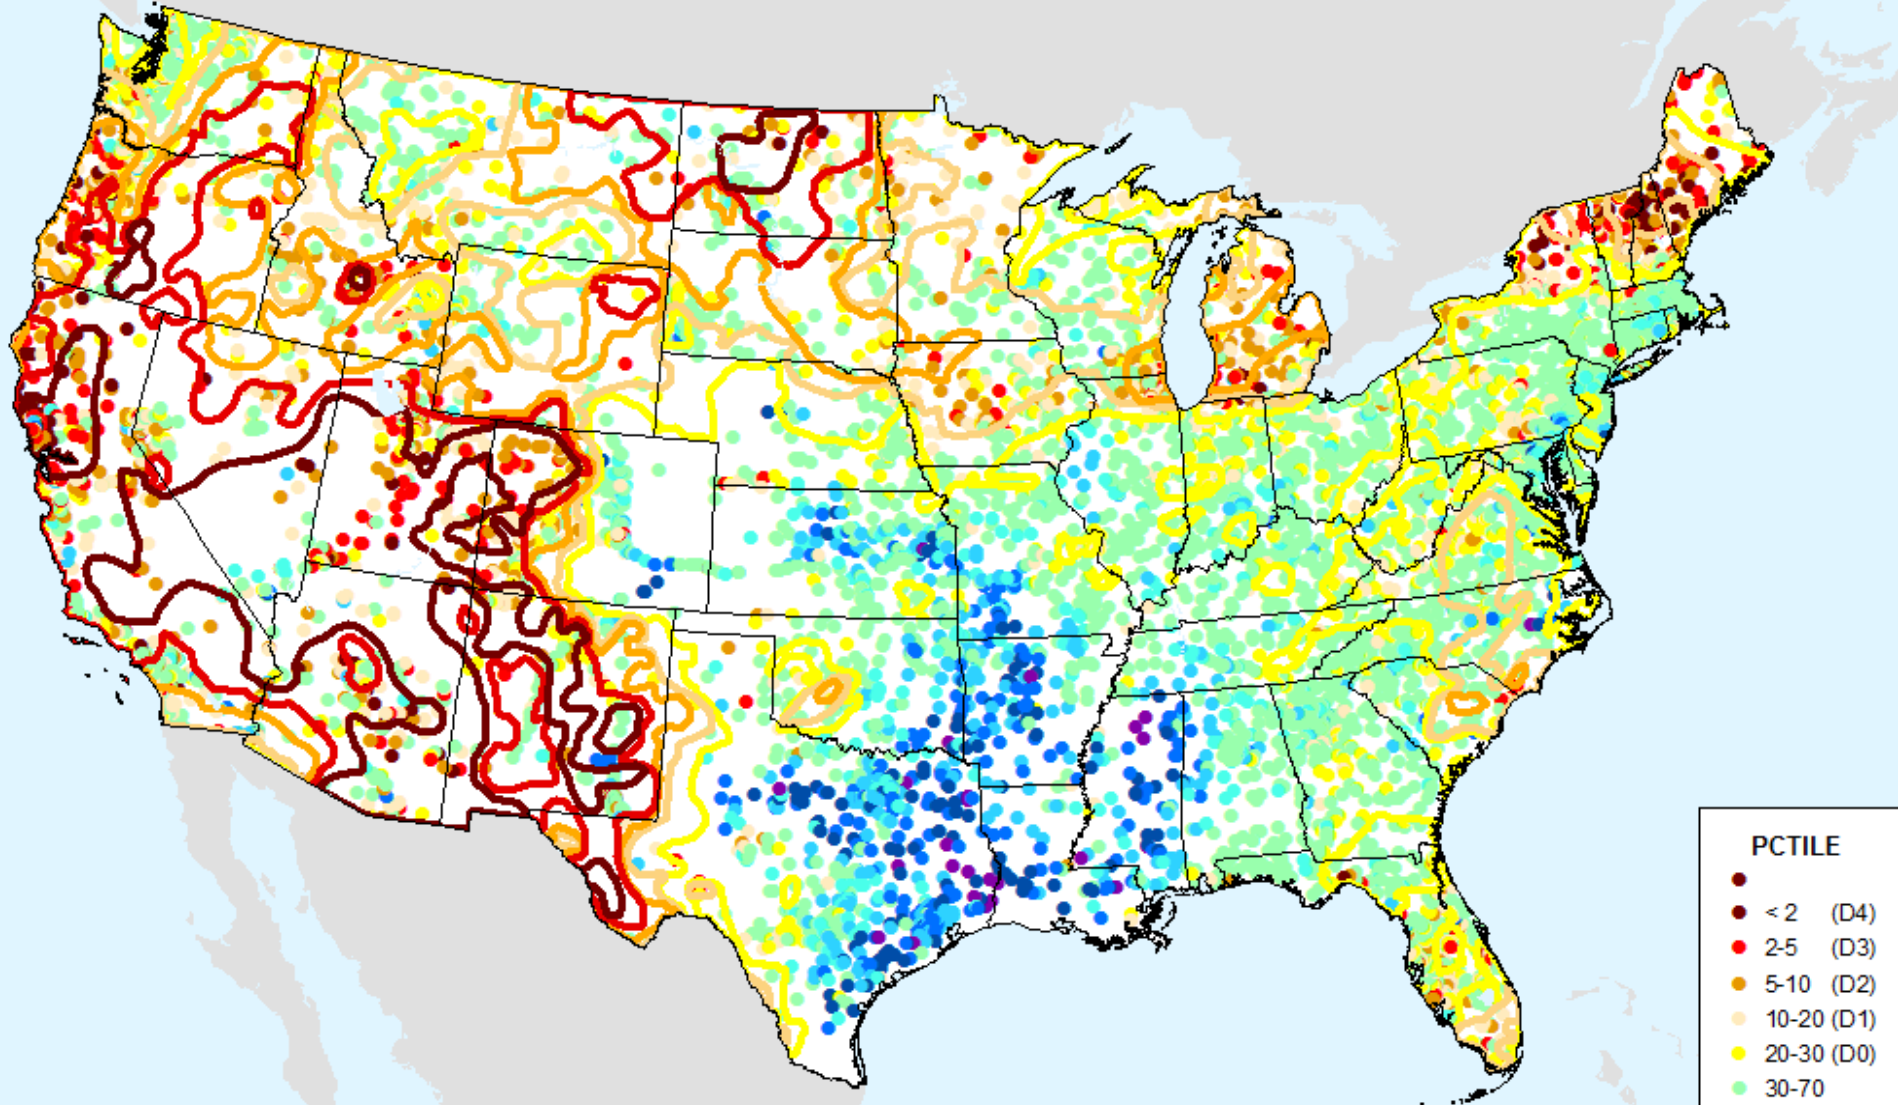 PCTILE
< 2 (D4)
2-5 (D3)
5-10 (D2)
10-20 (D1)
20-30 (D0)
30-70